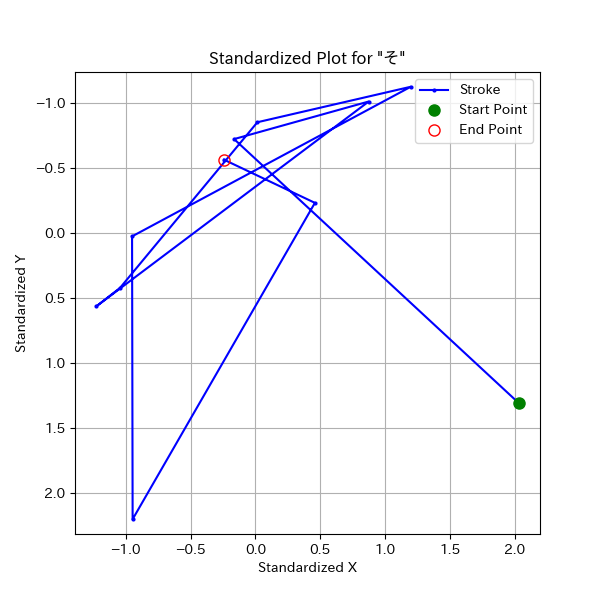 Standardized Plot for "そ"
Stroke
Start Point
End Point
Standardized Y
−1.0
−0.5
0.0
0.5
1.0
1.5
2.0
−1.0 −0.5 0.0 0.5 1.0 1.5 2.0
Standardized X